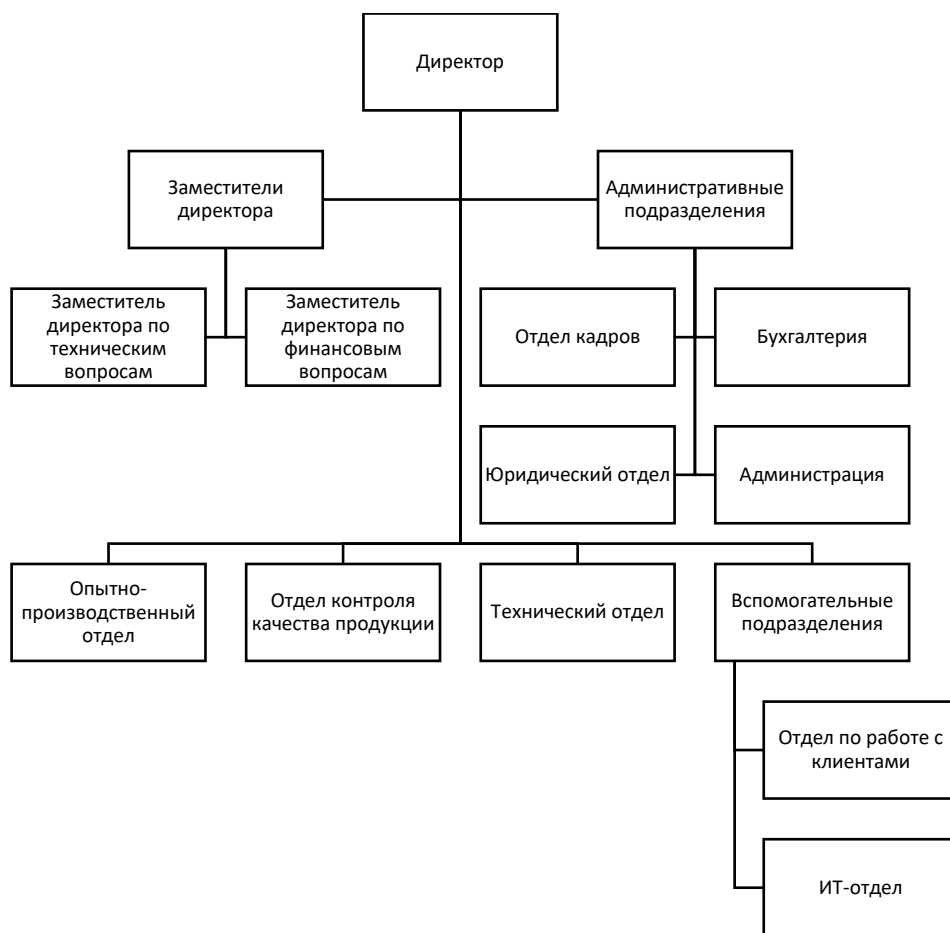 Директор
Заместители
директора
Административные
подразделения
Заместитель
директора по
техническим
вопросам
Заместитель
директора по
финансовым
вопросам
Отдел кадров
Бухгалтерия
Юридический отдел
Администрация
Опытно-
производственный
отдел
Отдел контроля
качества продукции
Технический отдел
Вспомогательные
подразделения
Отдел по работе с
клиентами
ИТ-отдел